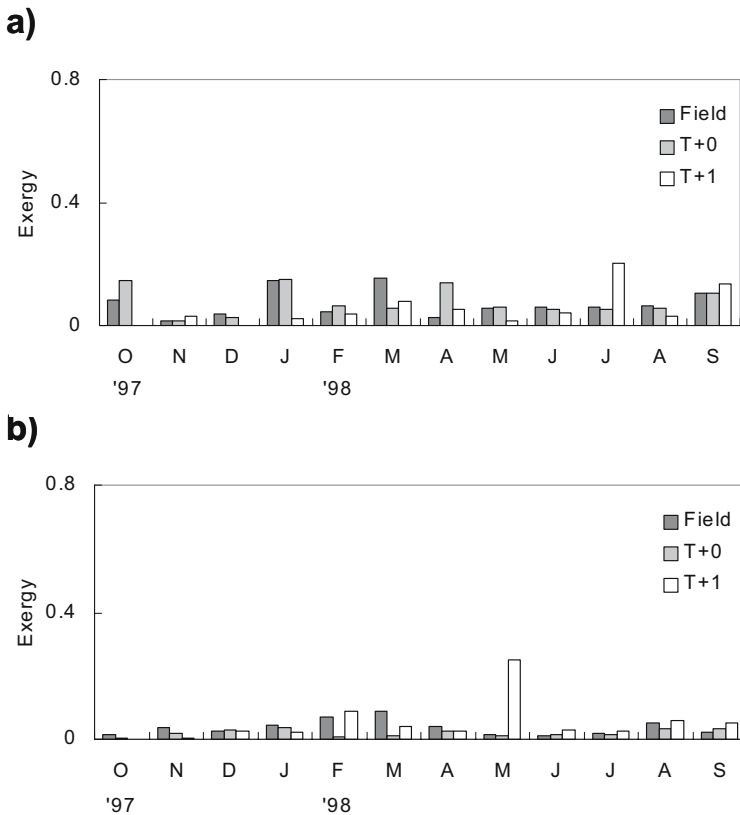 a)
0.8
Field
T+0
T+1
0.4
Exergy
0
O N D J F M A M J J A S
'97 '98
b)
0.8
Field
T+0
T+1
0.4
Exergy
0
O N D J F M A M J J A S
'97 '98